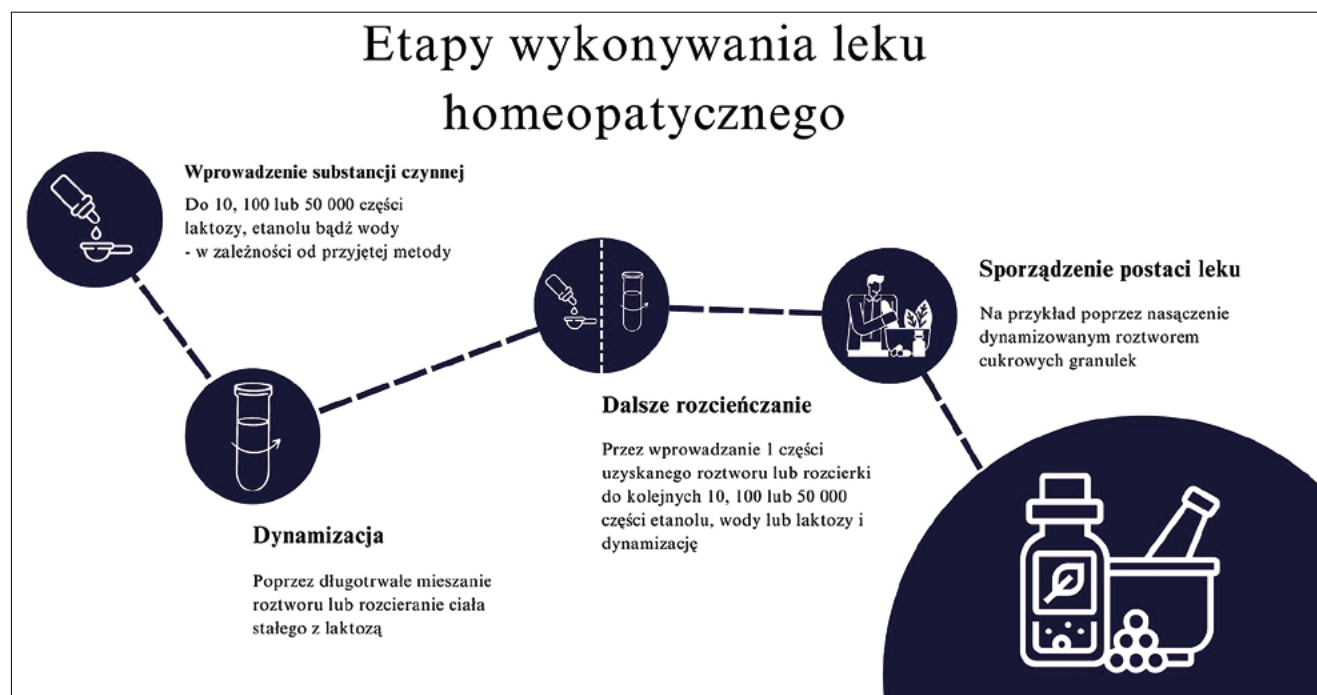 Etapy wykonywania leku
homeopatycznego
Wprowadzenie substancji czynnej
Do 10, 100 lub 50 000 części
laktozy, etanolu bądź wody
- w zależności od przyjętej metody
Dynamizacja
Poprzez długotrwałe mieszanie
roztworu lub rozcieranie ciała
stałego z laktozą
Dalsze rozcieńczanie
Przez wprowadzanie 1 części
uzyskanego roztworu lub rozcierki
do kolejnych 10, 100 lub 50 000
części etanolu, wody lub laktozy i
dynamizację
Sporządzenie postaci leku
Na przykład poprzez nasączenie
dynamizowanym roztworem
cukrowych granulek